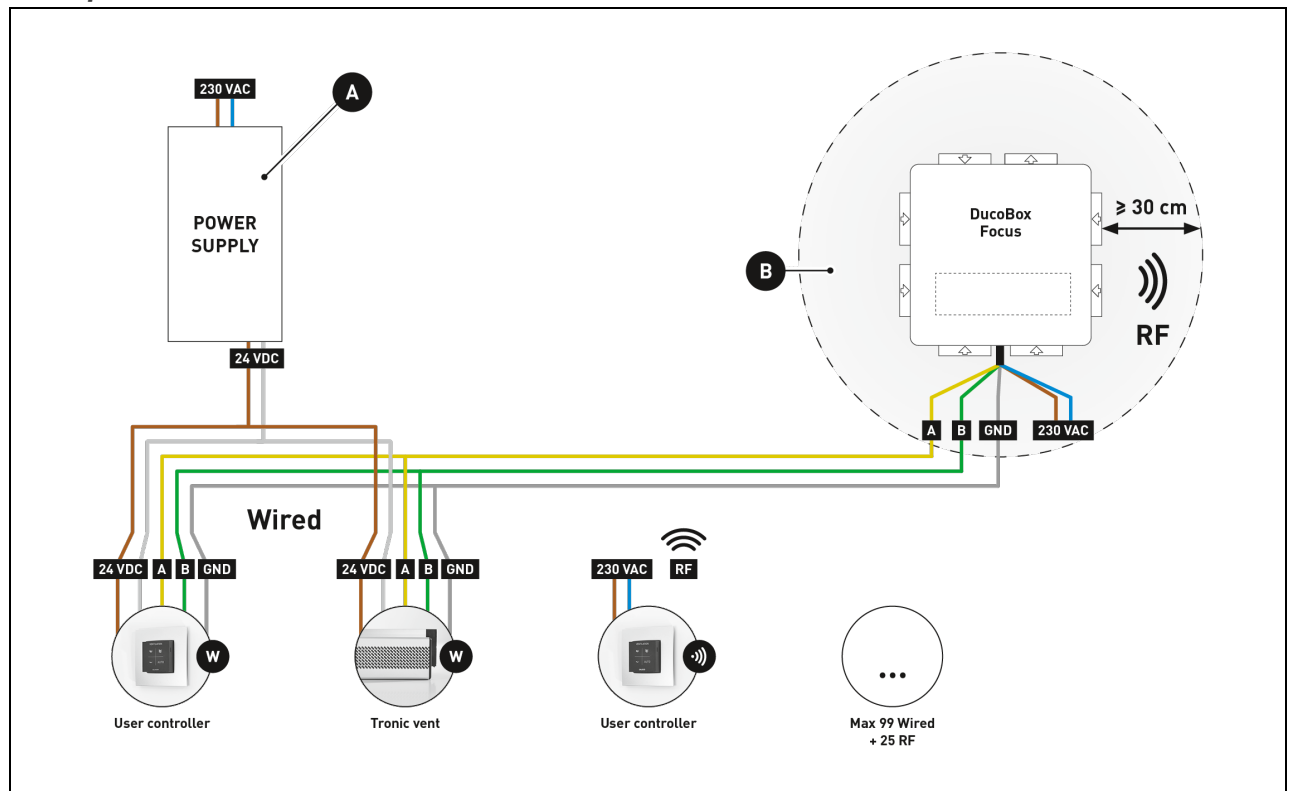 230 VAC
A
POWER
SUPPLY
24 VDC
DucoBox
Focus
≥ 30 cm
B
RF
A B GND 230 VAC
Wired
24 VDC A B GND
24 VDC A B GND
230 VAC RF
W
W
User controller
Tronic vent
User controller
...
Max 99 Wired
+ 25 RF